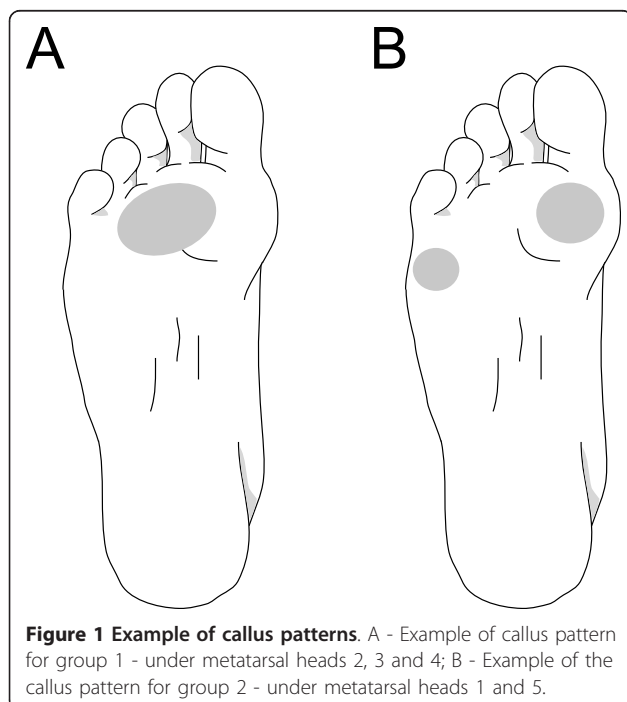 A B
Figure 1 Example of callus patterns. A - Example of callus pattern
for group 1 - under metatarsal heads 2, 3 and 4; B - Example of the
callus pattern for group 2 - under metatarsal heads 1 and 5.